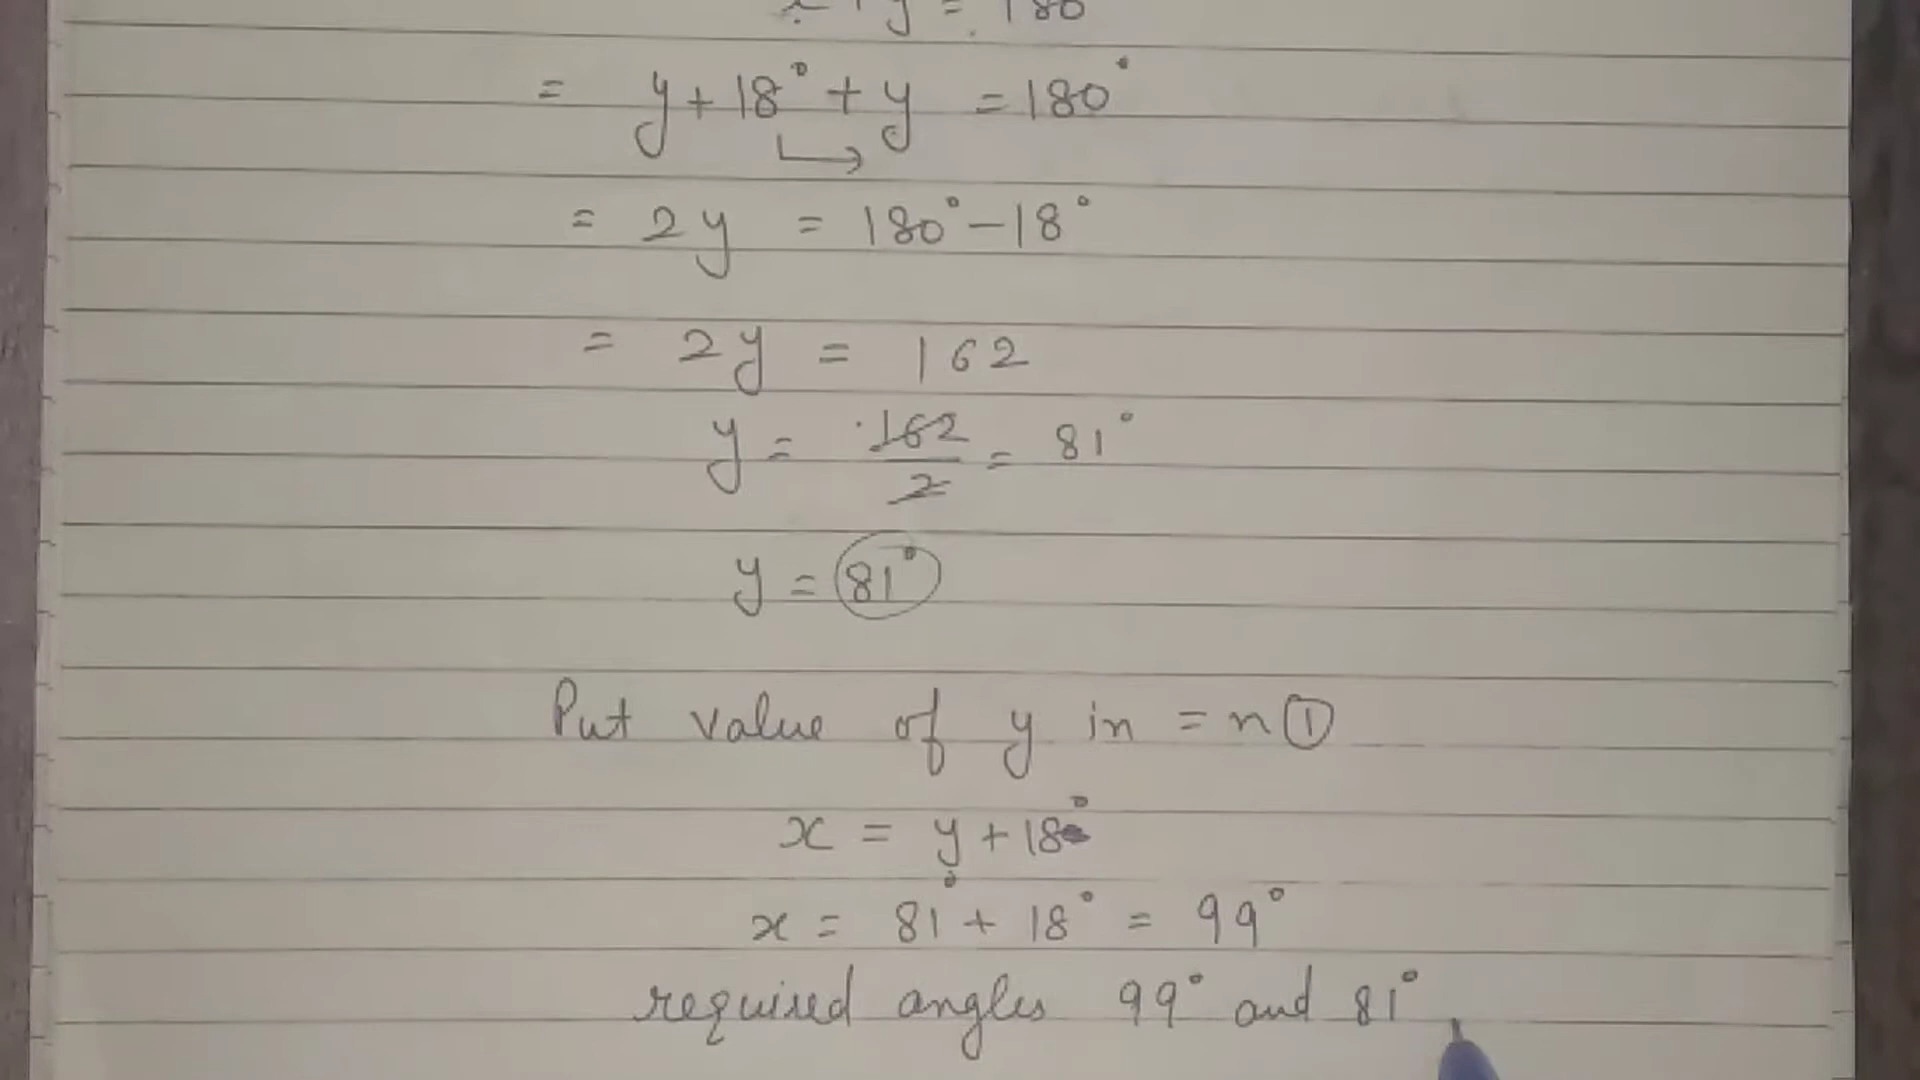 y = 180
= y + 18° + y = 180°
= 2y = 180° - 18°
= 2y = 162
y = 162/2 = 81°
y = 81°
Put value of y in = n ①
x = y + 18°
x = 81° + 18° = 99°
required angles 99° and 81°